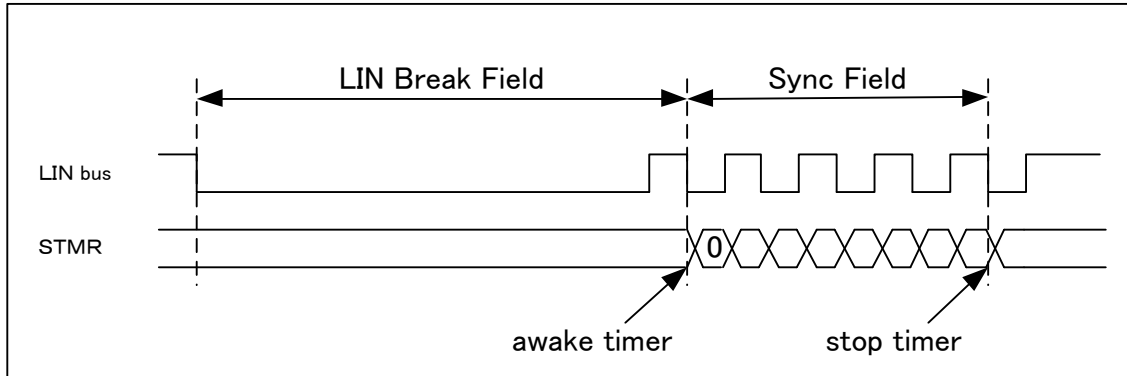 LIN Break Field
Sync Field
LIN bus
STMR
0
awake timer
stop timer